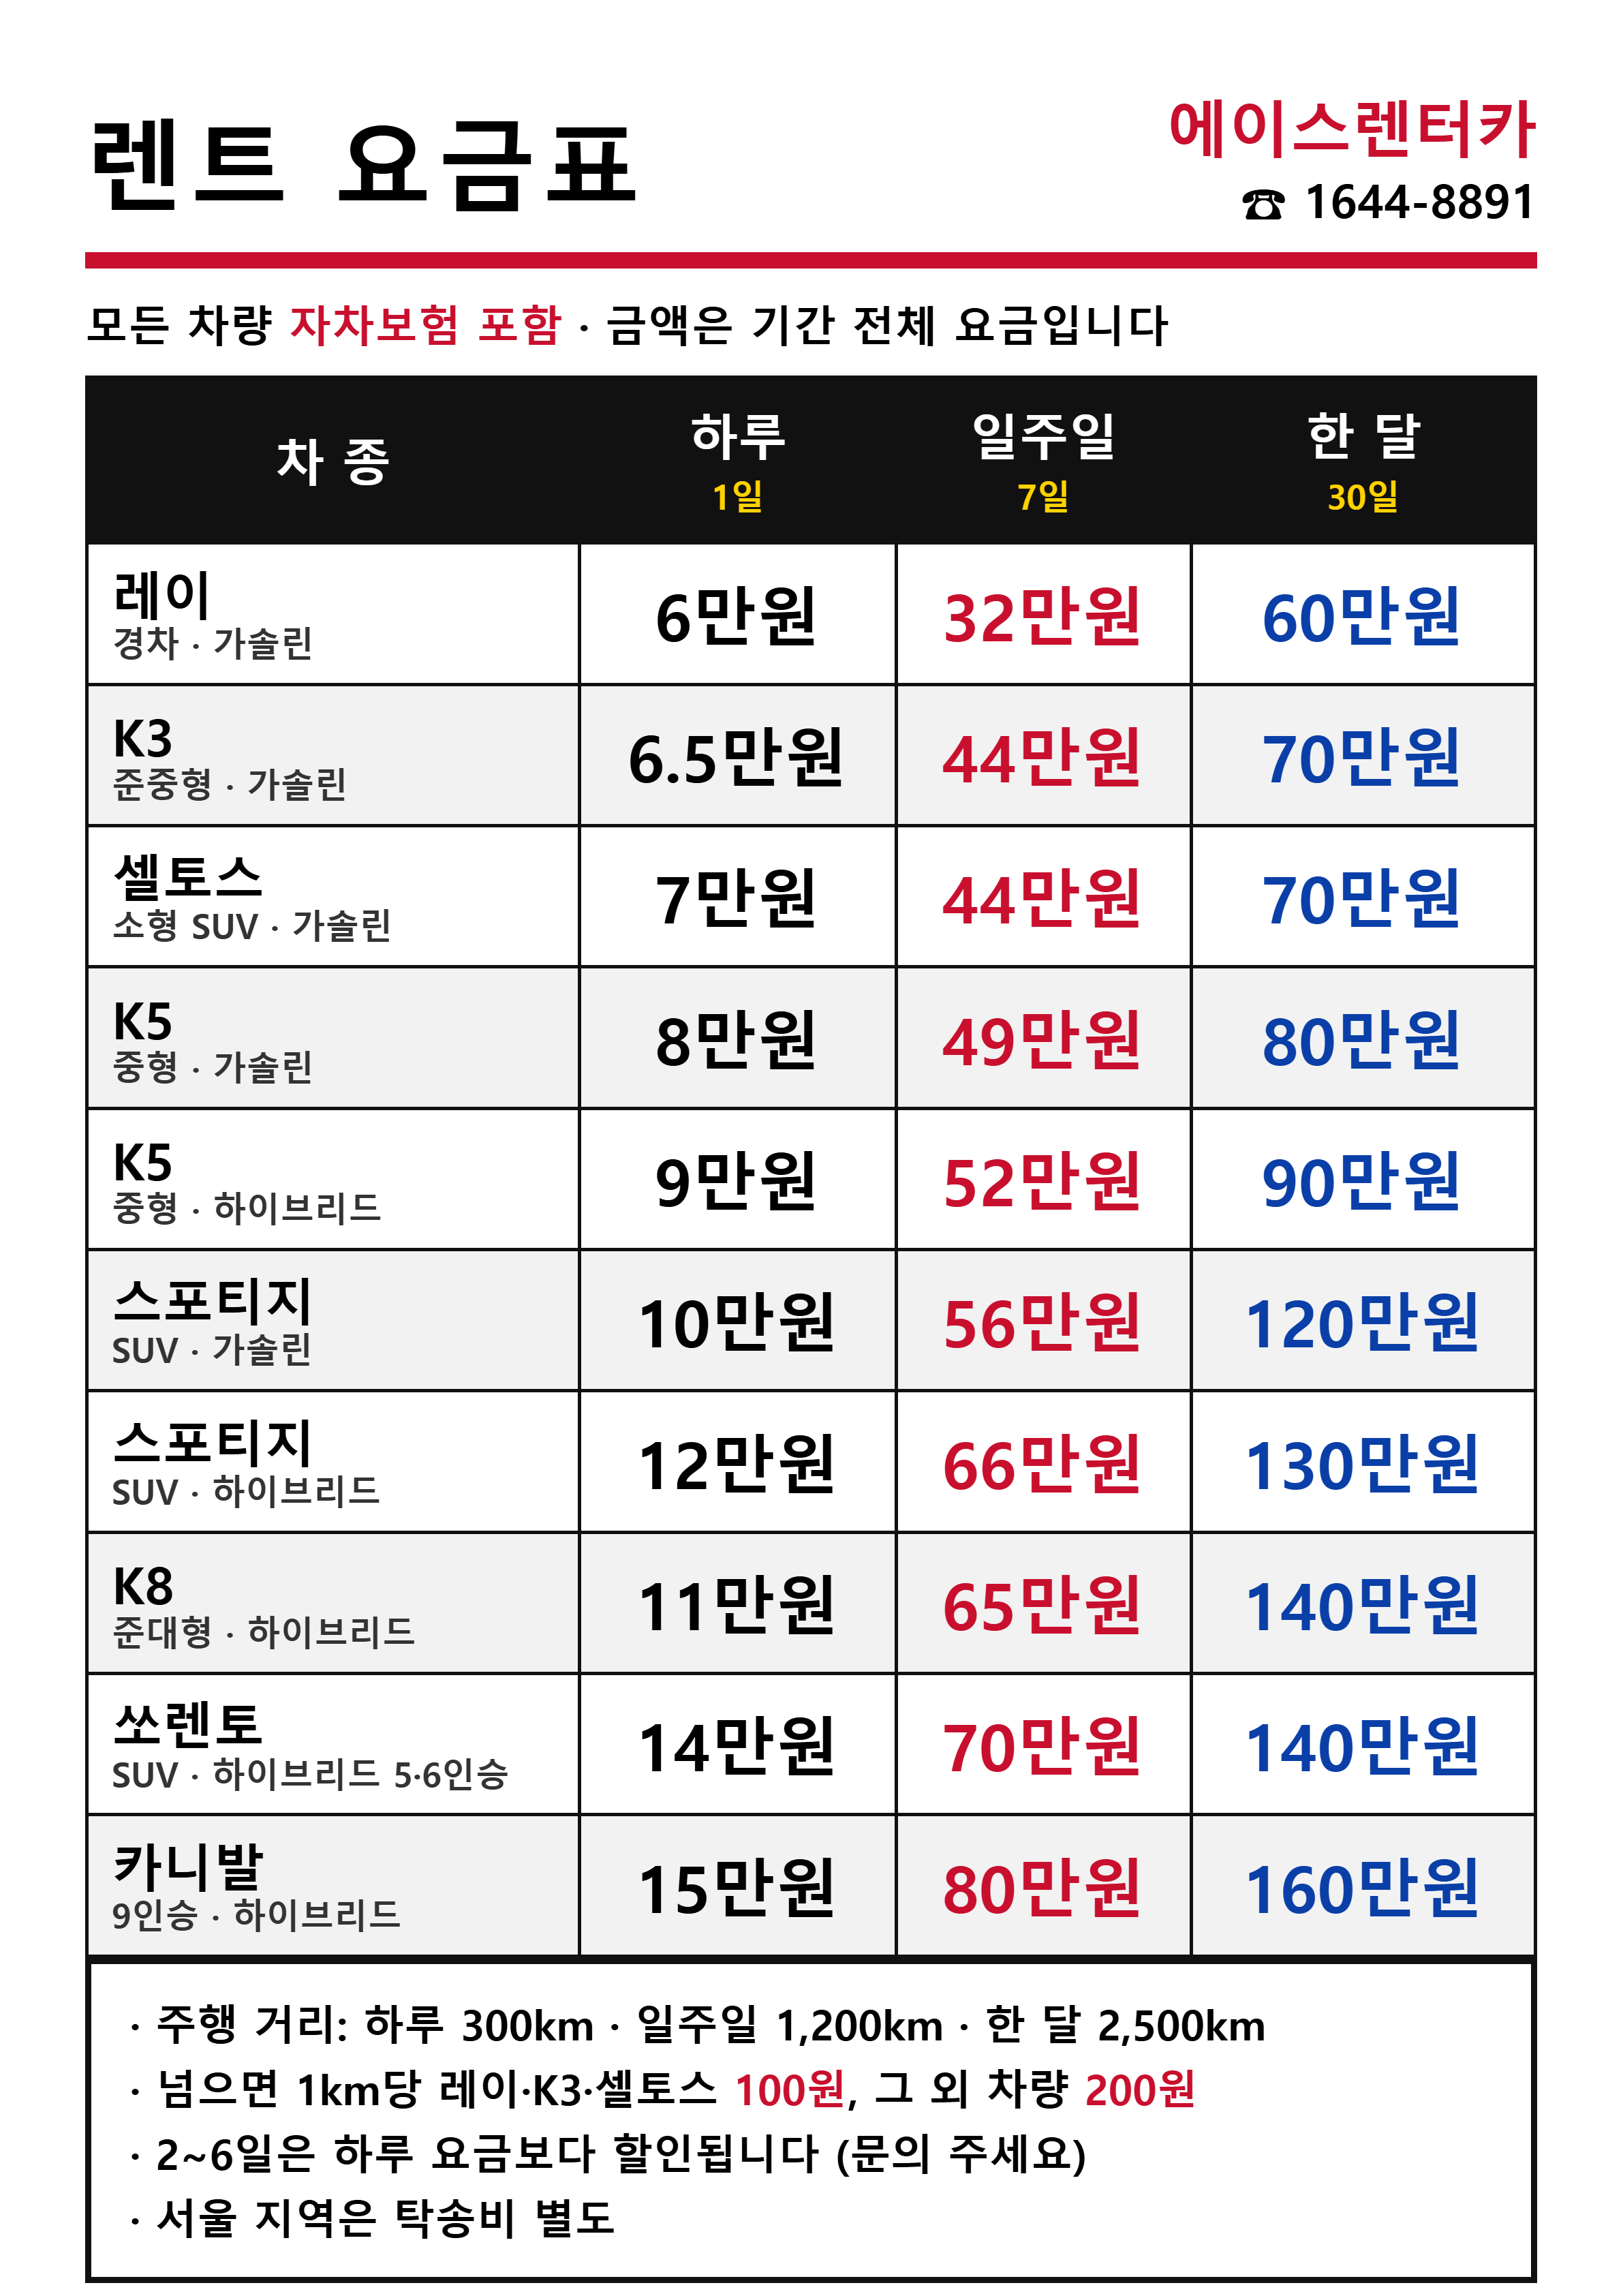 렌트 요금표
에이스렌터카
☎ 1644-8891
모든 차량 자차보험 포함 · 금액은 기간 전체 요금입니다
차 종 하루 일주일 한 달
1일 7일 30일
레이 6만원 32만원 60만원
경차 · 가솔린
K3 6.5만원 44만원 70만원
준중형 · 가솔린
셀토스 7만원 44만원 70만원
소형 SUV · 가솔린
K5 8만원 49만원 80만원
중형 · 가솔린
K5 9만원 52만원 90만원
중형 · 하이브리드
스포티지 10만원 56만원 120만원
SUV · 가솔린
스포티지 12만원 66만원 130만원
SUV · 하이브리드
K8 11만원 65만원 140만원
준대형 · 하이브리드
쏘렌토 14만원 70만원 140만원
SUV · 하이브리드 5·6인승
카니발 15만원 80만원 160만원
9인승 · 하이브리드
· 주행 거리: 하루 300km · 일주일 1,200km · 한 달 2,500km
· 넘으면 1km당 레이·K3·셀토스 100원, 그 외 차량 200원
· 2~6일은 하루 요금보다 할인됩니다 (문의 주세요)
· 서울 지역은 탁송비 별도